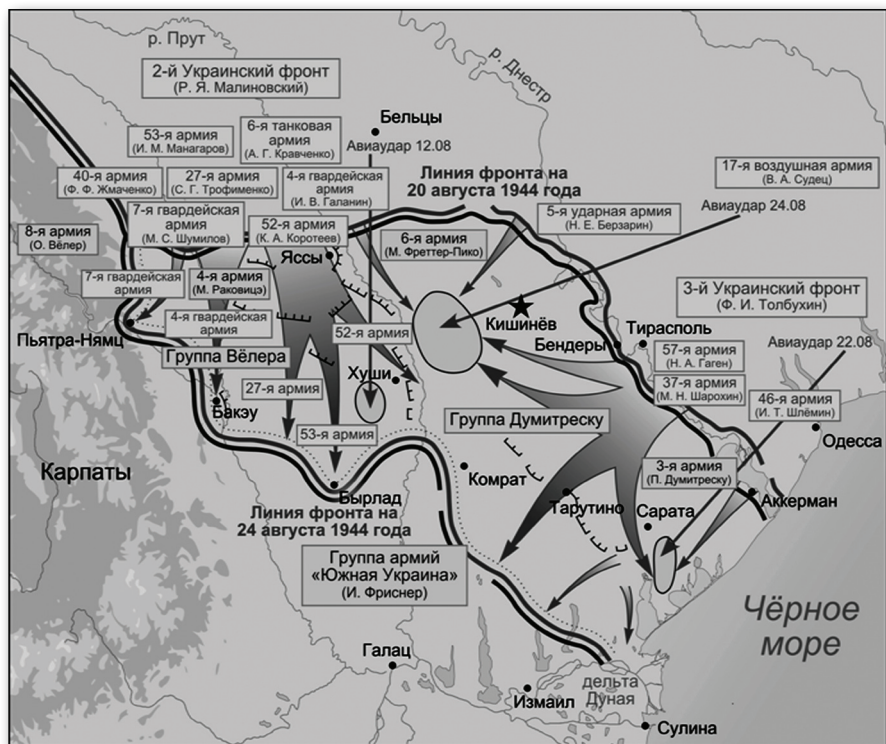 р. Прут
2-й Украинский фронт
(Р. Я. Малиновский)
р. Днестр
53-я армия
(И. М. Манагаров)
6-я танковая
армия
(А. Г. Кравченко)
Бельцы
Авиаудар 12.08
40-я армия
(Ф. Ф. Жмаченко)
27-я армия
(С. Г. Трофименко)
4-я гвардейская
армия
(И. В. Галанин)
Линия фронта на
20 августа 1944 года
17-я воздушная армия
(В. А. Судец)
Авиаудар 24.08
8-я армия
(О. Вёлер)
7-я гвардейская
армия
(М. С. Шумилов)
52-я армия
(К. А. Коротеев)
5-я ударная армия
(Н. Е. Берзарин)
6-я армия
(М. Фреттер-Пико)
Яссы
7-я гвардейская
армия
4-я армия
(М. Раковицэ)
3-й Украинский фронт
(Ф. И. Толбухин)
4-я гвардейская
армия
Пьятра-Нямц
52-я армия
Кишинёв
Бендеры
Тирасполь
Авиаудар 22.08
Группа Вёлера
57-я армия
(Н. А. Гаген)
Хуши
27-я армия
37-я армия
(М. Н. Шарохин)
46-я армия
(И. Т. Шлёмин)
Бакэу
Группа Думитреску
53-я армия
Одесса
Карпаты
Комрат
3-я армия
(П. Думитреску)
Бырлад
Тарутино
Сарата
Аккерман
Линия фронта на
24 августа 1944 года
Группа армий
«Южная Украина»
(И. Фриснер)
Чёрное
море
Галац
Измаил
дельта
Дуная
Сулина